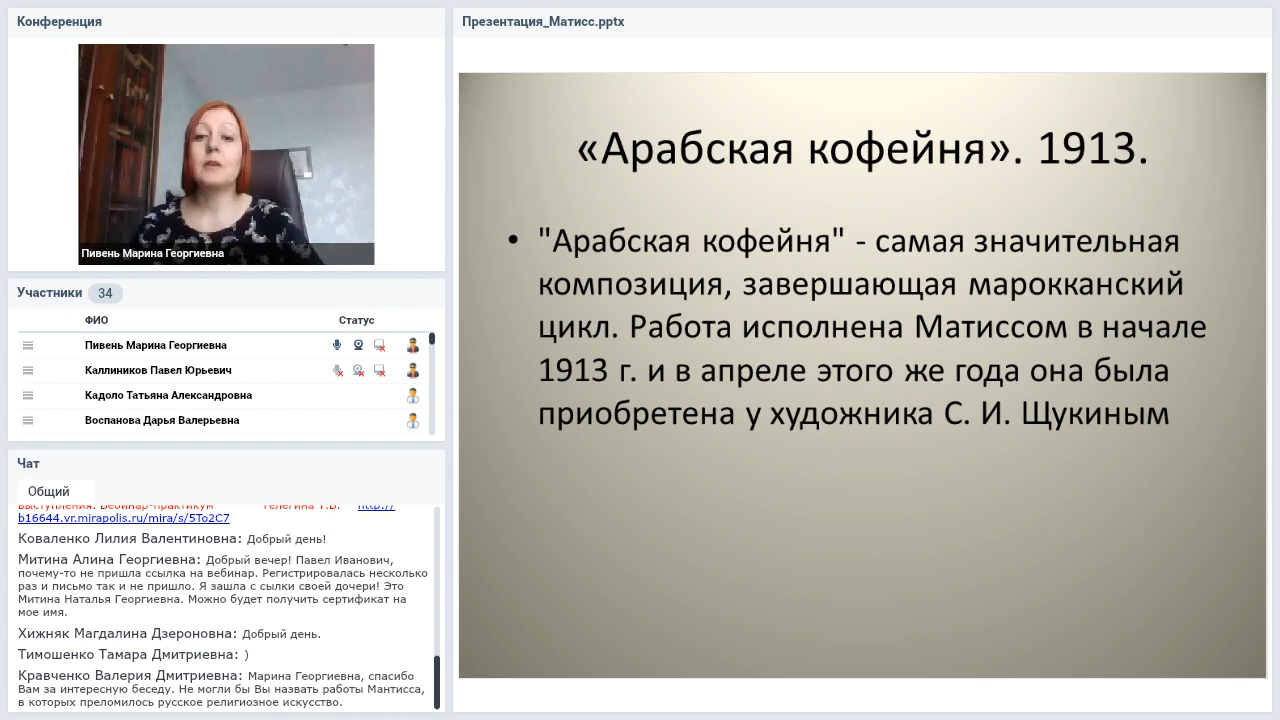 Конференция
Пивень Марина Георгиевна
Участники 34
ФИО Статус
Пивень Марина Георгиевна
Каллиников Павел Юрьевич
Кадоло Татьяна Александровна
Воспанова Дарья Валерьевна
Чат
Общий
выступления. Вебинар-практикум Телегина Т.В. http://
b16644.vr.mirapolis.ru/mira/s/5To2C7
Коваленко Лилия Валентиновна: Добрый день!
Митина Алина Георгиевна: Добрый вечер! Павел Иванович,
почему-то не пришла ссылка на вебинар. Регистрировалась несколько
раз и письмо так и не пришло. Я зашла с сылки своей дочери! Это
Митина Наталья Георгиевна. Можно будет получить сертификат на
мое имя.
Хижняк Магдалина Дзероновна: Добрый день.
Тимошенко Тамара Дмитриевна: )
Кравченко Валерия Дмитриевна: Марина Георгиевна, спасибо
Вам за интересную беседу. Не могли бы Вы назвать работы Мантисса,
в которых преломилось русское религиозное искусство.
Презентация_Матисс.pptx
«Арабская кофейня». 1913.
• "Арабская кофейня" - самая значительная
композиция, завершающая марокканский
цикл. Работа исполнена Матиссом в начале
1913 г. и в апреле этого же года она была
приобретена у художника С. И. Щукиным